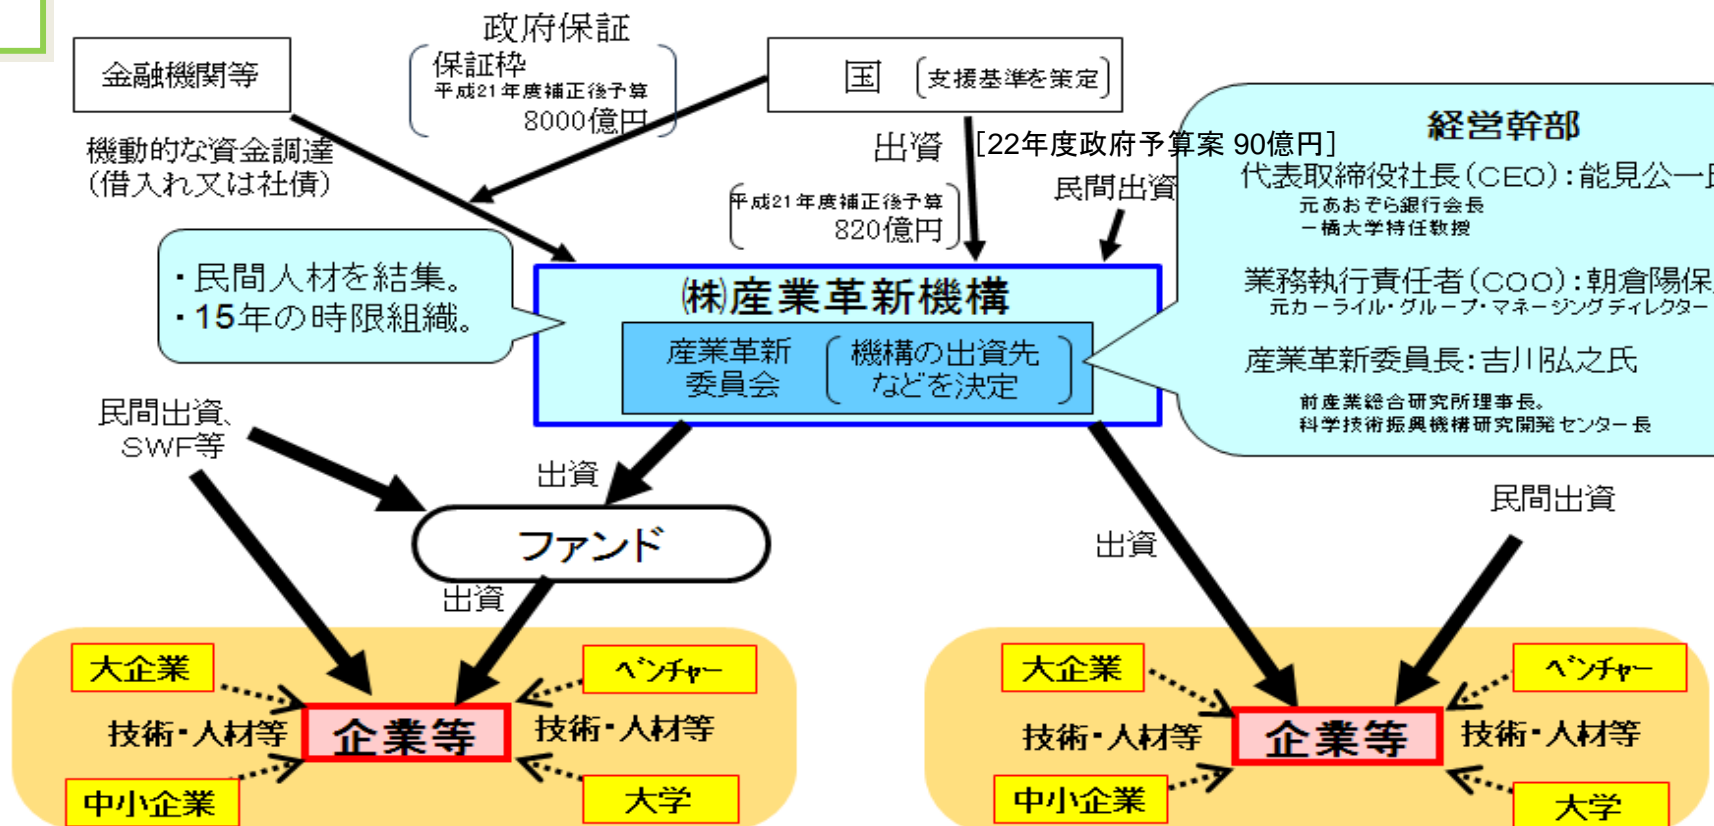 政府保証
金融機関等
保証枠
平成21年度補正後予算
8000億円
国
支援基準を策定
機動的な資金調達
(借入れ又は社債)
出資
[22年度政府予算案 90億円]
平成21年度補正後予算
820億円
民間出資
経営幹部
代表取締役社長(CEO):能見公一
元あおぞら銀行会長
一橋大学特任教授
業務執行責任者(COO):朝倉陽保
元カーライル・グループ・マネージングディレクター
産業革新委員長:吉川弘之氏
前産業総合研究所理事長。
科学技術振興機構研究開発センター長
・民間人材を結集。
・15年の時限組織。
㈱産業革新機構
産業革新
委員会
機構の出資先
などを決定
民間出資、
SWF等
出資
ファンド
出資
出資
民間出資
大企業
ベンチャー
技術・人材等
企業等
技術・人材等
中小企業
大学
大企業
ベンチャー
技術・人材等
企業等
技術・人材等
中小企業
大学